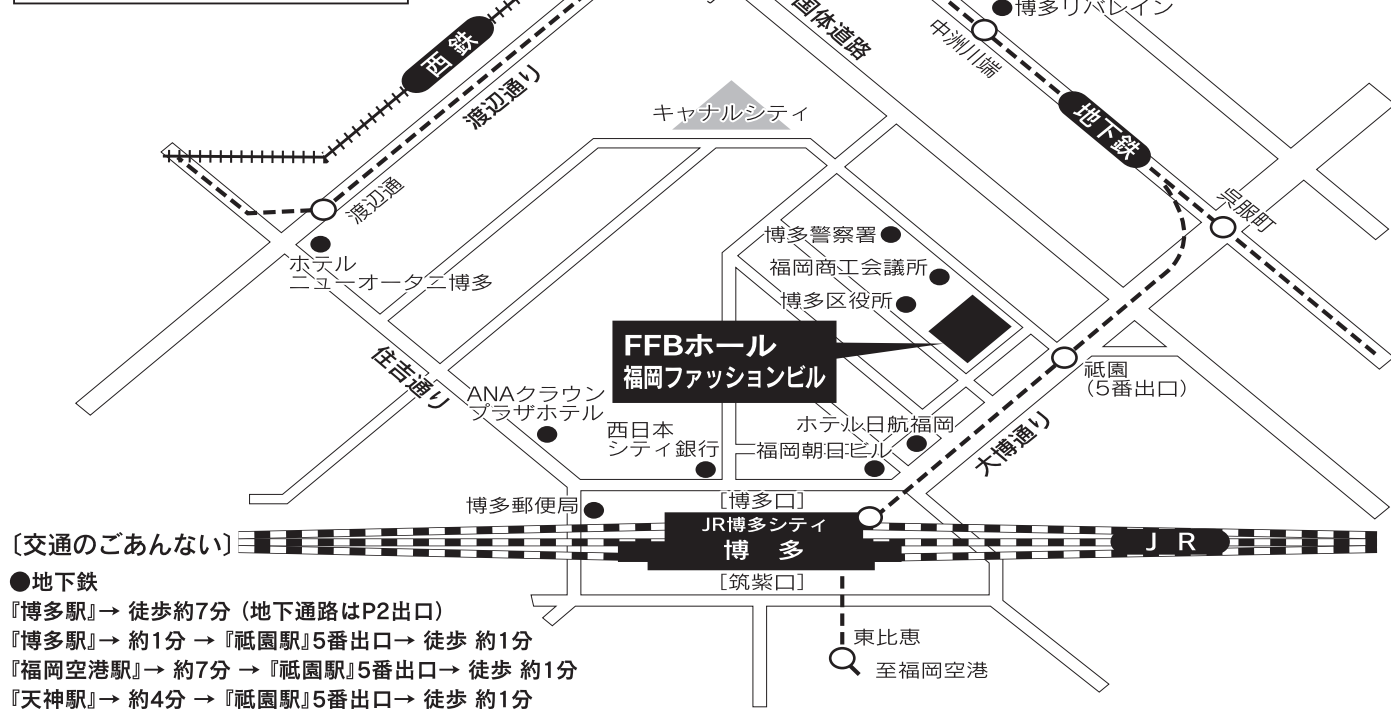 博多リバレイン
国体道路
中洲川端
西鉄
渡辺通り
地下鉄
キャナルシティ
渡辺通
呉服町
博多警察署
ホテル
ニューオータニ博多
福岡商工会議所
博多区役所
FFBホール
福岡ファッションビル
祇園
(5番出口)
住吉通り
ANAクラウン
プラザホテル
西日本
シティ銀行
ホテル日航福岡
福岡朝日ビル
大博通り
博多郵便局
[博多口]
JR博多シティ
博 多
J R
[筑紫口]
東比恵
至福岡空港
〔交通のごあんない〕
●地下鉄
『博多駅』→ 徒歩約7分 (地下通路はP2出口)
『博多駅』→ 約1分 → 『祇園駅』5番出口→ 徒歩 約1分
『福岡空港駅』→ 約7分 → 『祇園駅』5番出口→ 徒歩 約1分
『天神駅』→ 約4分 → 『祇園駅』5番出口→ 徒歩 約1分